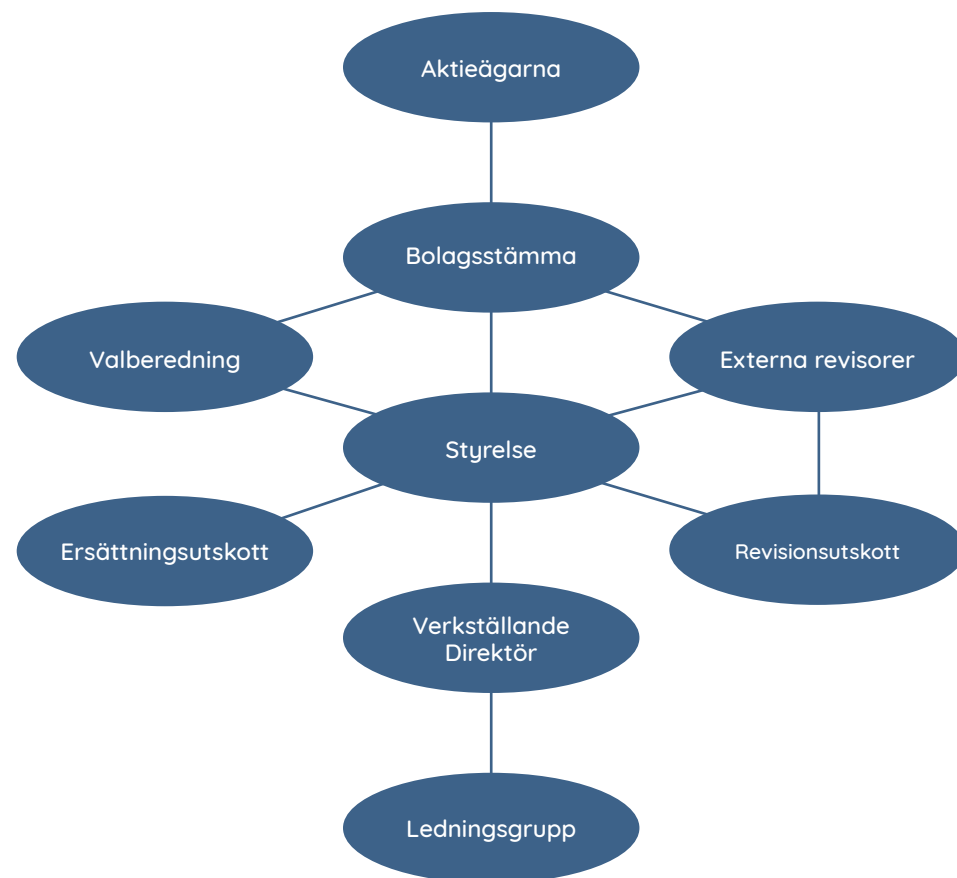 Aktieägarna
Bolagsstämma
Valberedning
Externa revisorer
Styrelse
Ersättningsutskott
Revisionsutskott
Verkställande
Direktör
Ledningsgrupp